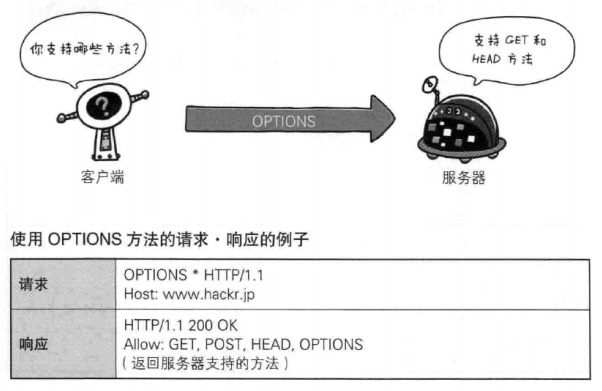 你支持哪些方法?
支持 GET 和
HEAD 方法
OPTIONS
客户端
服务器
使用 OPTIONS 方法的请求・响应的例子
请求
OPTIONS * HTTP/1.1
Host: www.hackr.jp
响应
HTTP/1.1 200 OK
Allow: GET, POST, HEAD, OPTIONS
(返回服务器支持的方法)